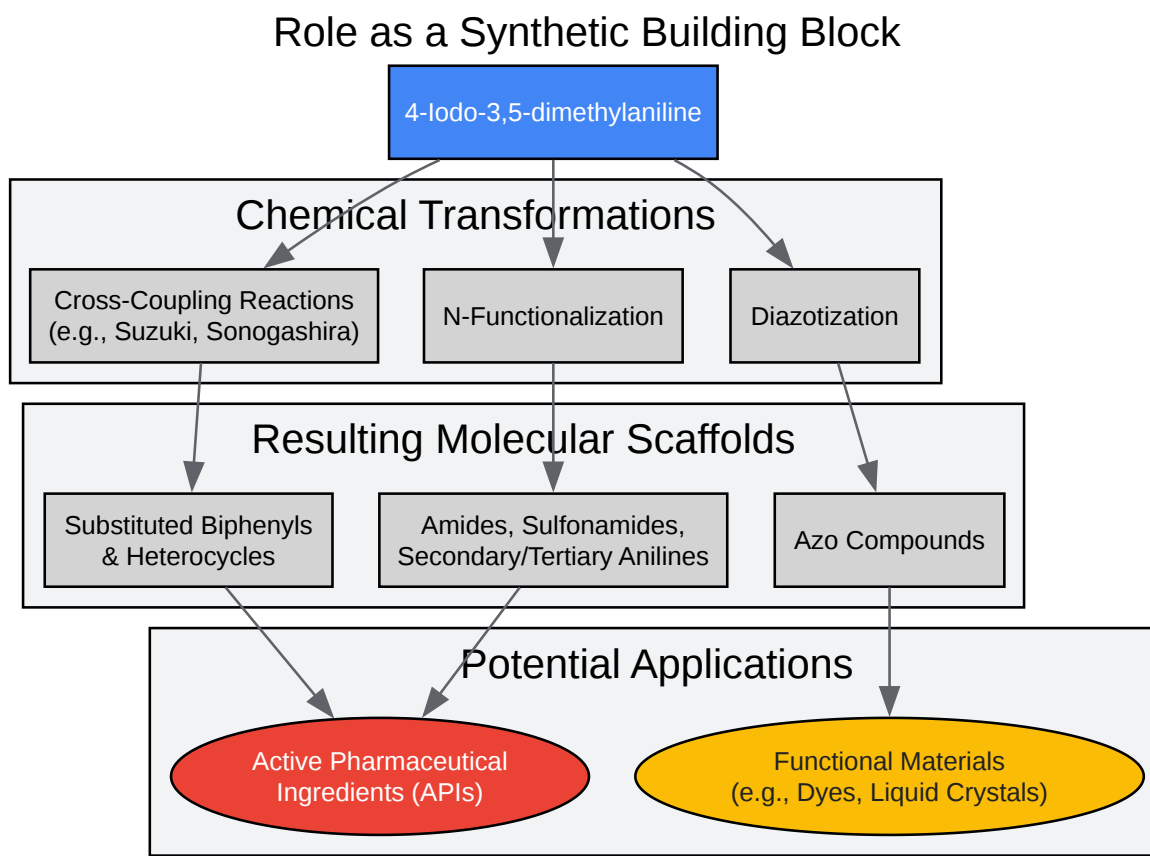 Role as a Synthetic Building Block
4-Iodo-3,5-dimethylaniline
Chemical Transformations
Cross-Coupling Reactions
(e.g., Suzuki, Sonogashira)
N-Functionalization
Diazotization
Resulting Molecular Scaffolds
Substituted Biphenyls
& Heterocycles
Amides, Sulfonamides,
Secondary/Tertiary Anilines
Azo Compounds
Potential Applications
Active Pharmaceutical
Ingredients (APIs)
Functional Materials
(e.g., Dyes, Liquid Crystals)